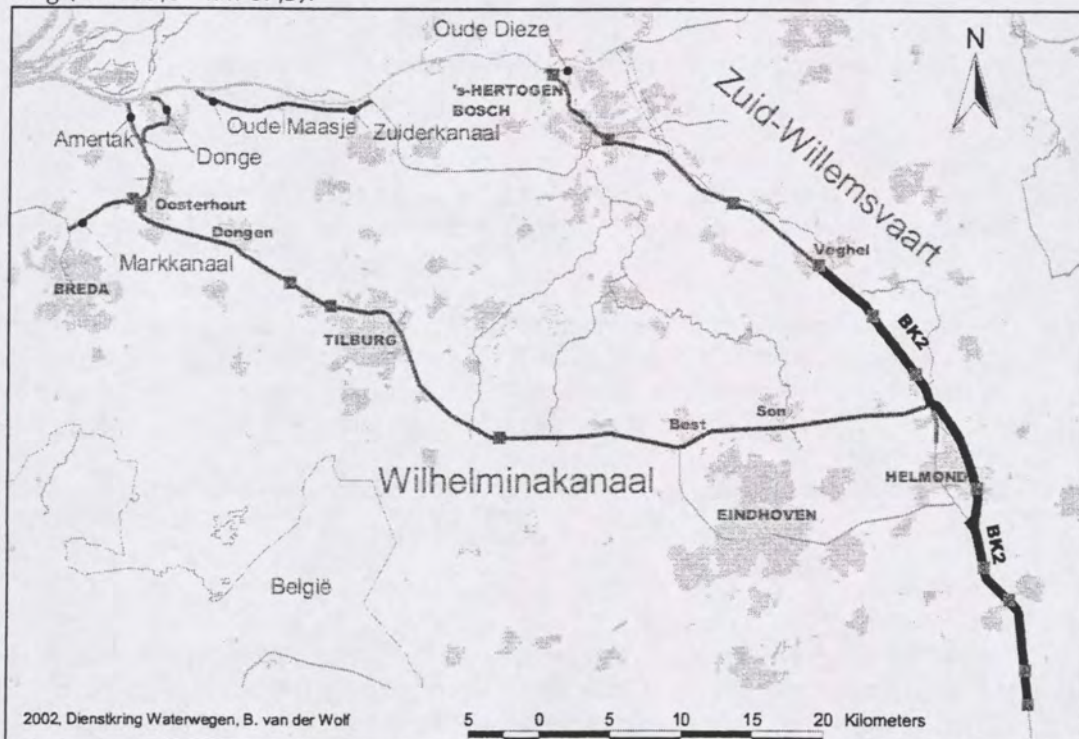 Oude Dieze
N
's-HERTOGEN
BOSCH
Zuid-Willemsvaart
Amertak
Oude Maasje
Zuiderkanaal
Donge
Oosterhout
Dongen
Markkanaal
BREDA
Veghel
TILBURG
BK2
Best
Son
Wilhelminakanaal
HELMOND
EINDHOVEN
BK2
België
2002, Dienstkring Waterwegen, B. van der Wolf
5 0 5 10 15 20 Kilometers